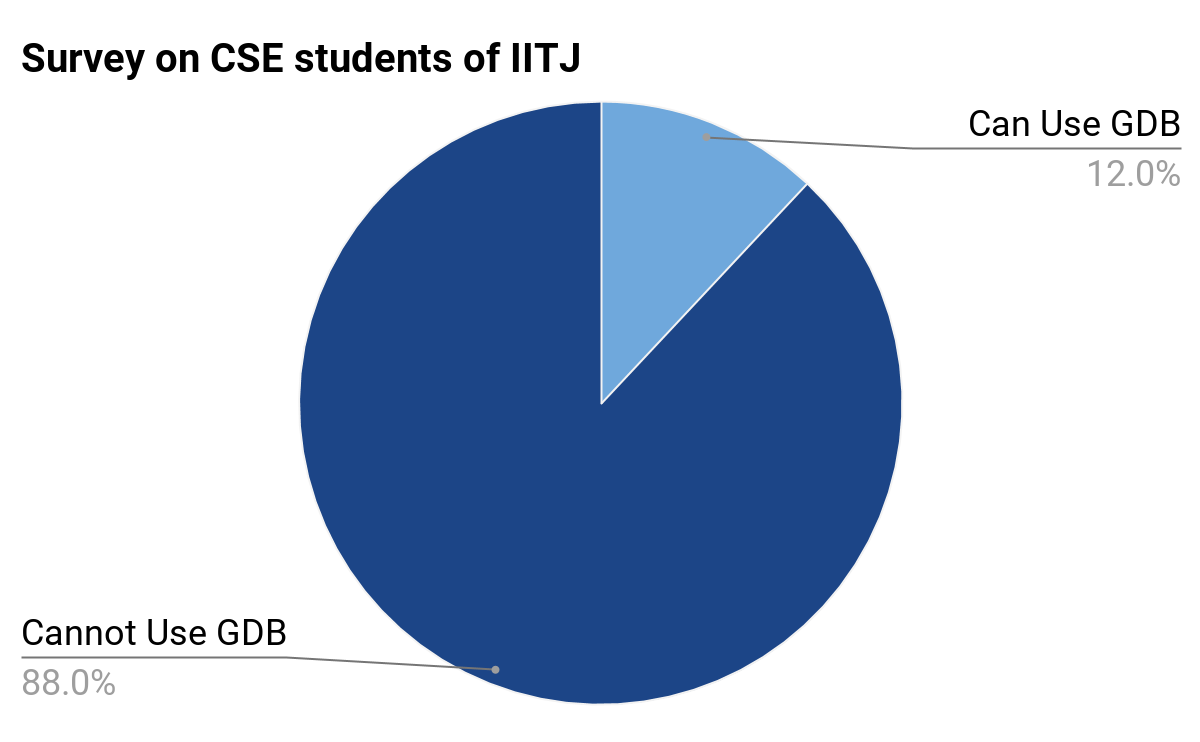 Survey on CSE students of IITJ
Can Use GDB
12.0%
Cannot Use GDB
88.0%